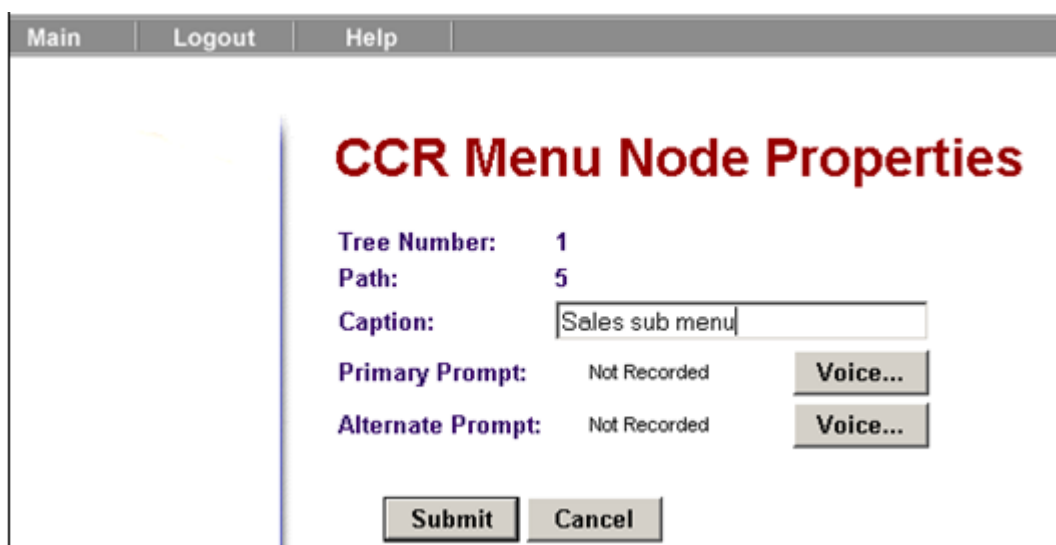 Main Logout Help
CCR Menu Node Properties
Tree Number: 1
Path: 5
Caption: Sales sub menu
Primary Prompt: Not Recorded Voice...
Alternate Prompt: Not Recorded Voice...
Submit Cancel